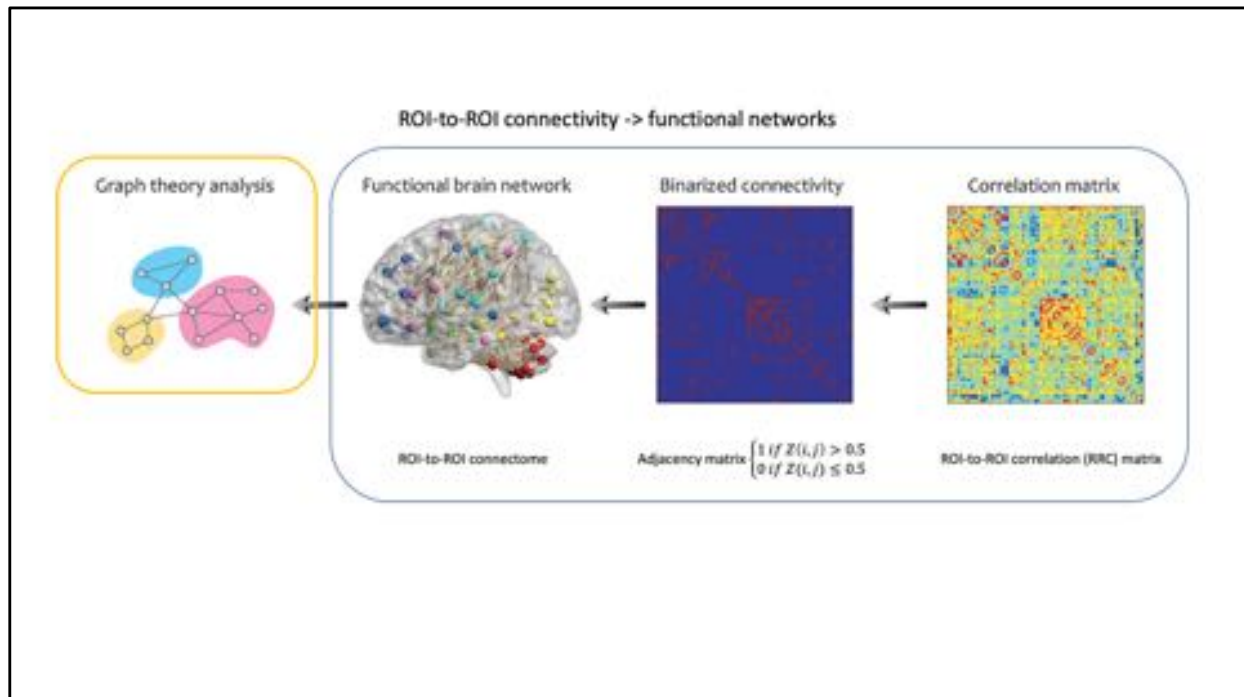 ROI-to-ROI connectivity -> functional networks
Graph theory analysis
Functional brain network
Binarized connectivity
Correlation matrix
ROI-to-ROI connectome
Adjacency matrix {1 if Z(i,j) > 0.5
0 if Z(i,j) ≤ 0.5
ROI-to-ROI correlation (RRC) matrix